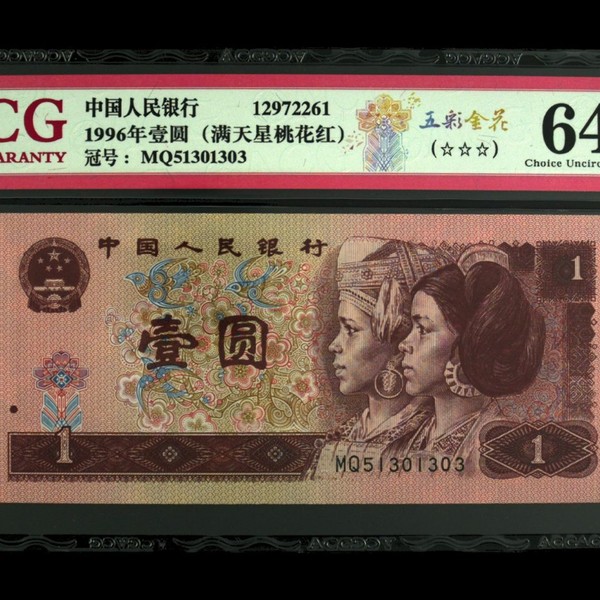 CG
ARANTY
中国人民银行 12972261
1996年壹圆（满天星桃花红）
冠号：MQ51301303
五彩金花
(☆☆☆)
64
Choice Uncirc
中国人民银行
1
壹圆
1
MQ51301303
1